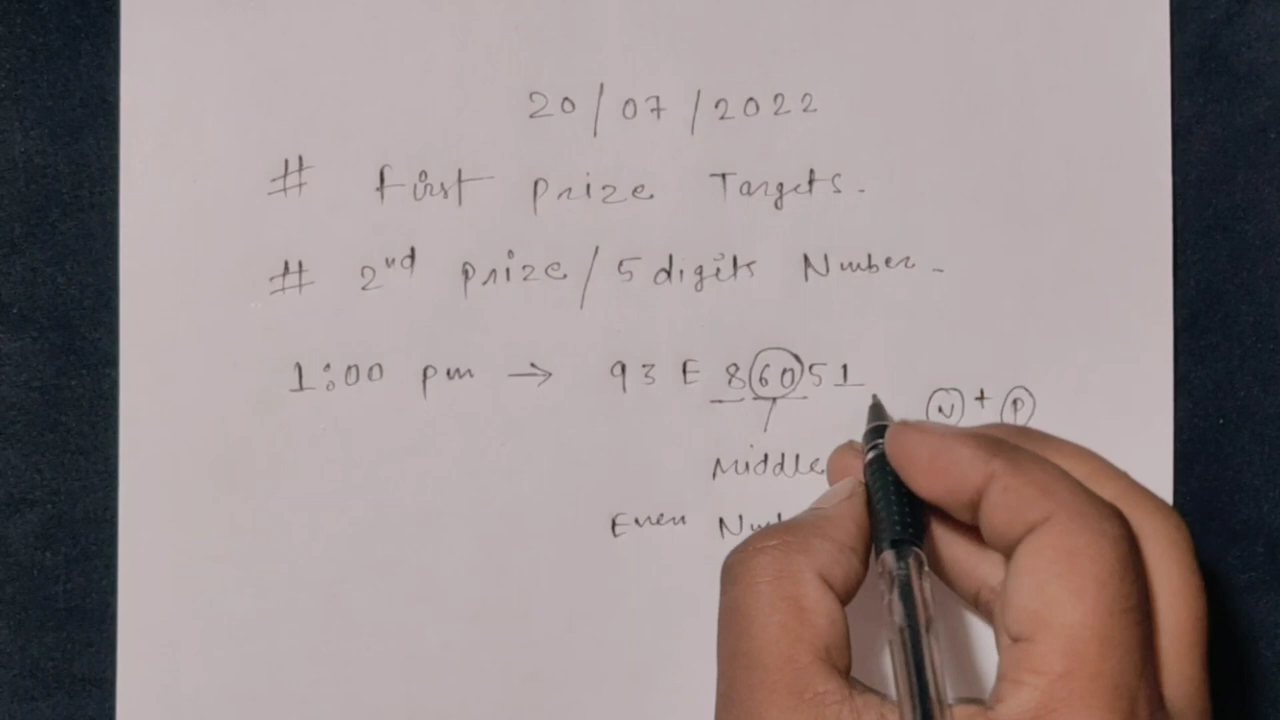 20/07/2022
# First prize Targets.
# 2nd prize/5 digits Number.
1:00 pm → 93 E 86051
N + P
Middle
Even